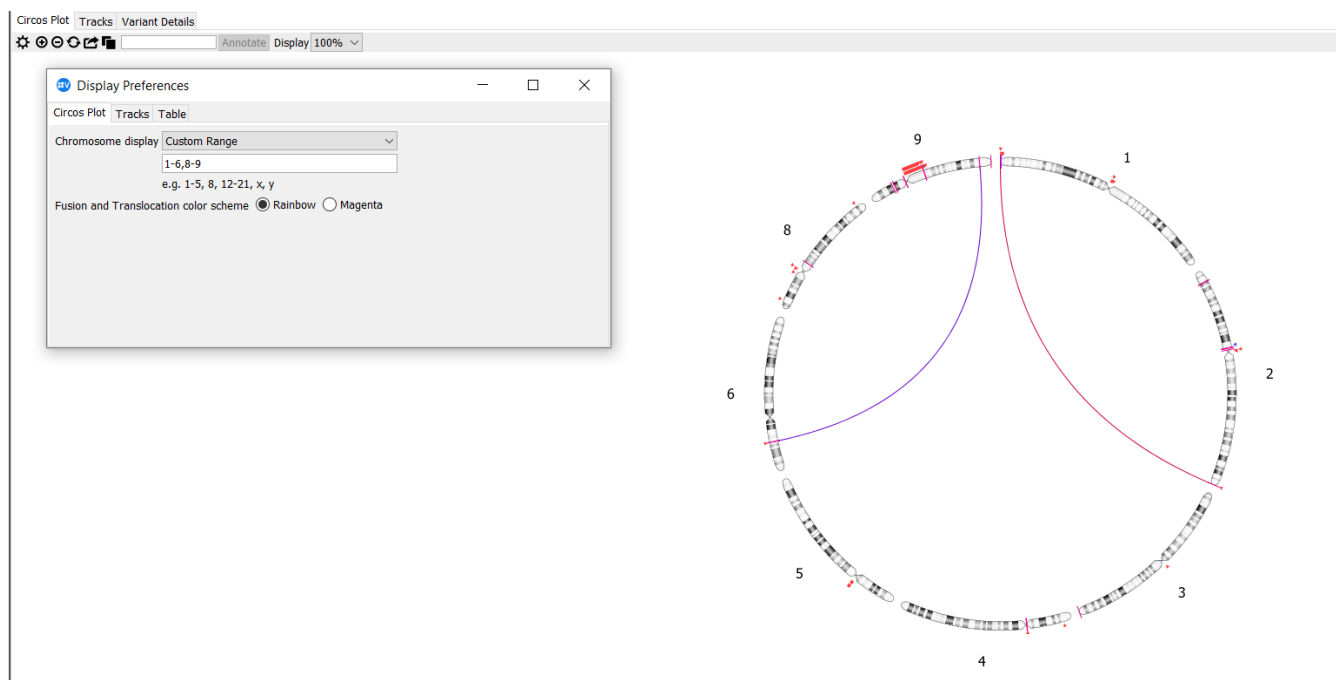 Circos Plot Tracks Variant Details
Annotate Display 100%
Display Preferences
Circos Plot Tracks Table
Chromosome display Custom Range
1-6,8-9
e.g. 1-5, 8, 12-21, x, y
Fusion and Translocation color scheme Rainbow Magenta
9
1
8
2
6
5
3
4